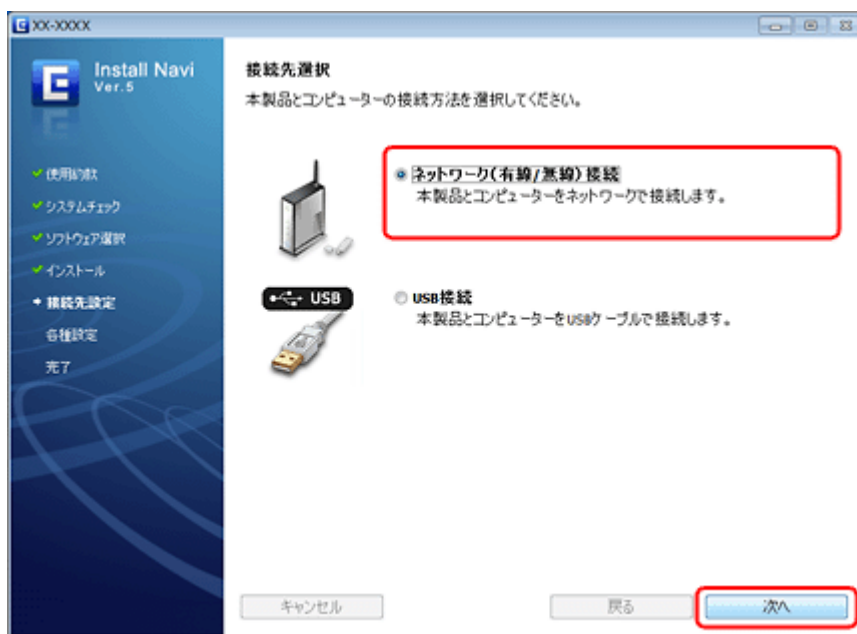 XX-XXXX
Install Navi
Ver.5
使用約款
システムチェック
ソフトウェア選択
インストール
接続先設定
各種設定
完了
接続先選択
本製品とコンピューターの接続方法を選択してください。
ネットワーク(有線/無線)接続
本製品とコンピューターをネットワークで接続します。
USB
USB接続
本製品とコンピューターをUSBケーブルで接続します。
キャンセル
戻る
次へ